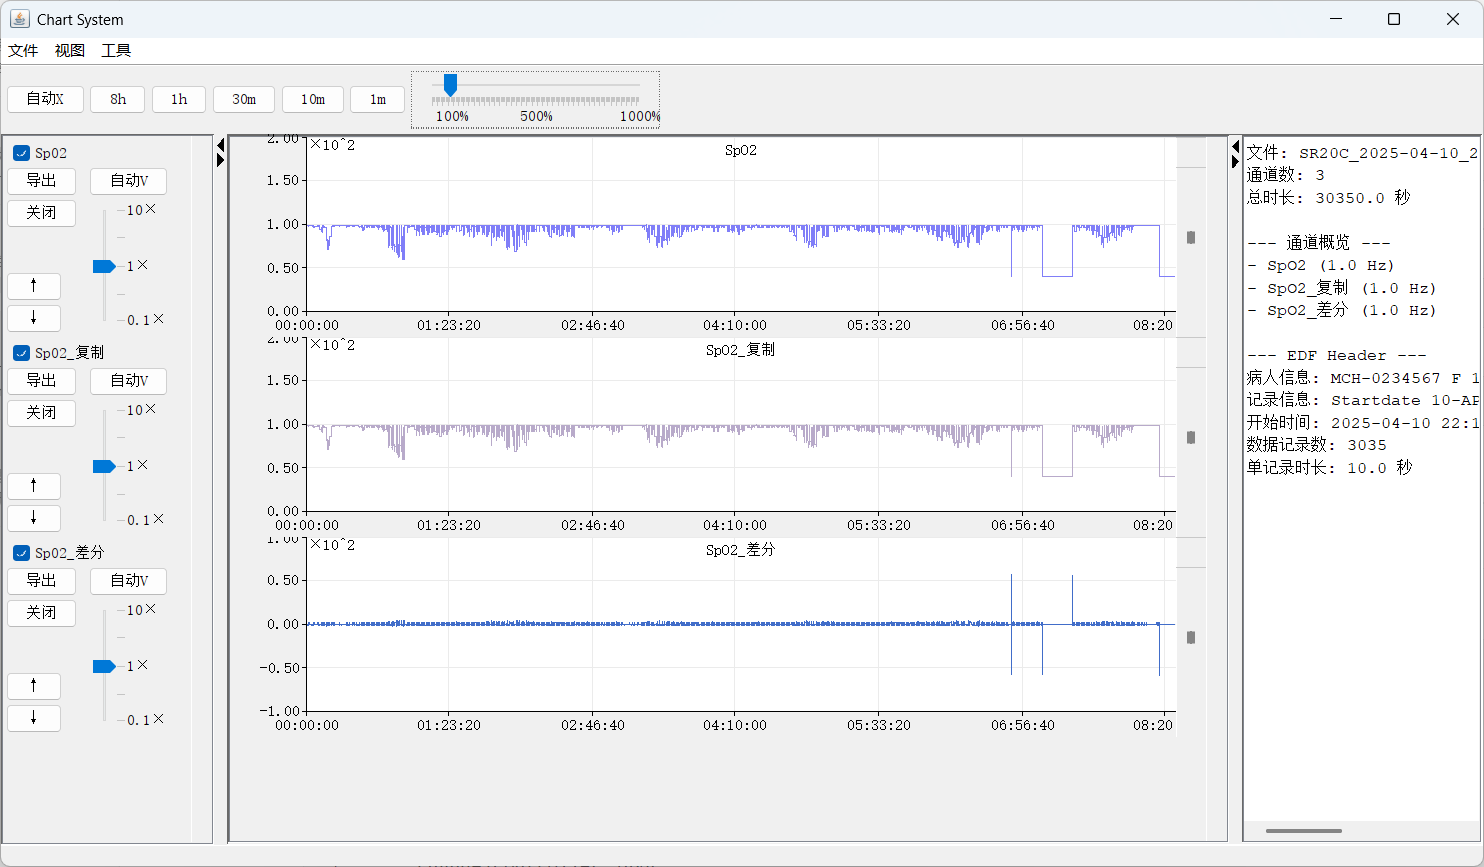 Chart System
文件 视图 工具
自动X 8h 1h 30m 10m 1m
100% 500% 1000%
SpO2
导出 自动V
关闭
10×
1×
↑
↓
0.1×
SpO2_复制
导出 自动V
关闭
10×
1×
↑
↓
0.1×
SpO2_差分
导出 自动V
关闭
10×
1×
↑
↓
0.1×
2.00 ×10^2
SpO2
1.50
1.00
0.50
0.00
00:00:00 01:23:20 02:46:40 04:10:00 05:33:20 06:56:40 08:20
2.00 ×10^2
SpO2_复制
1.50
1.00
0.50
0.00
00:00:00 01:23:20 02:46:40 04:10:00 05:33:20 06:56:40 08:20
1.00 ×10^2
SpO2_差分
0.50
0.00
-0.50
-1.00
00:00:00 01:23:20 02:46:40 04:10:00 05:33:20 06:56:40 08:20
文件: SR20C_2025-04-10_2
通道数: 3
总时长: 30350.0 秒
--- 通道概览 ---
- SpO2 (1.0 Hz)
- SpO2_复制 (1.0 Hz)
- SpO2_差分 (1.0 Hz)
--- EDF Header ---
病人信息: MCH-0234567 F 1
记录信息: Startdate 10-AP
开始时间: 2025-04-10 22:1
数据记录数: 3035
单记录时长: 10.0 秒